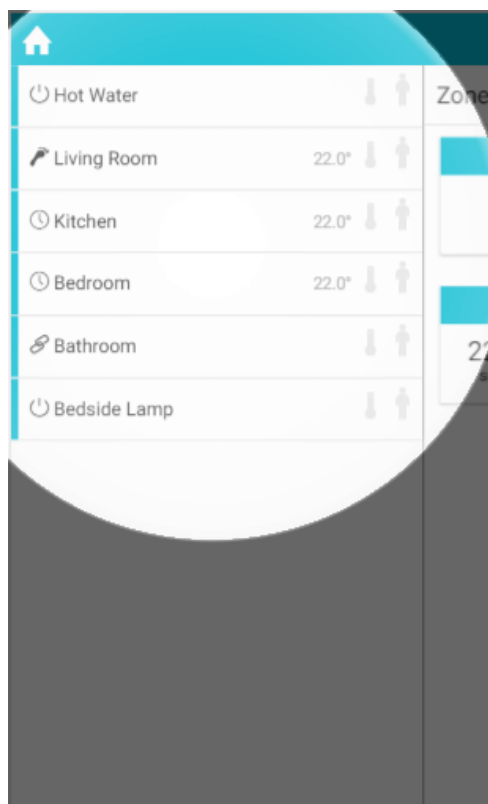 Hot Water
Zone
Living Room 22.0°
Kitchen 22.0°
Bedroom 22.0°
Bathroom
22
Bedside Lamp